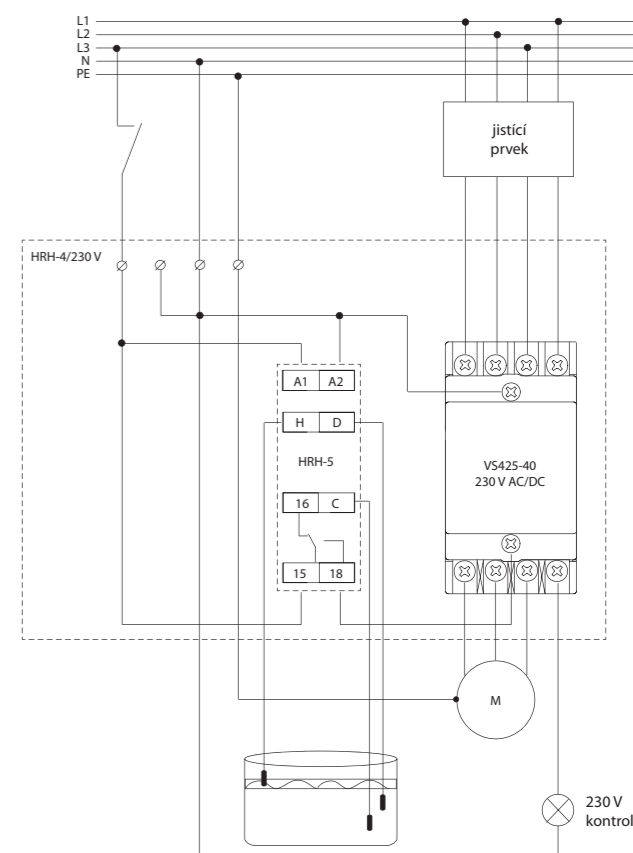 L1
L2
L3
N
PE
jistící
prvek
HRH-4/230 V
A1 A2
H D
HRH-5
16 C
15 18
VS425-40
230 V AC/DC
M
230 V
kontrol